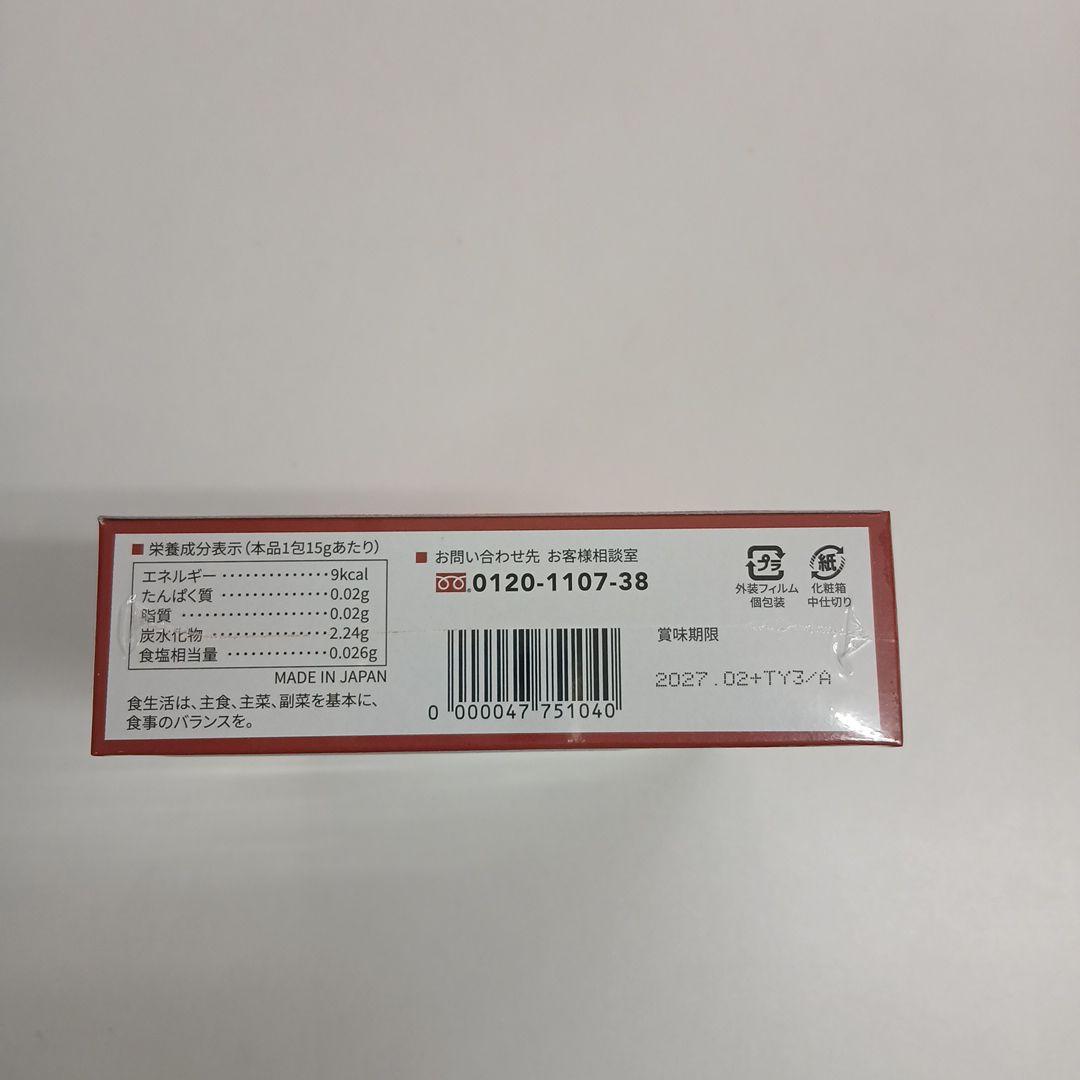 ■ 栄養成分表示（本品1包15gあたり）
エネルギー ・・・・・・・・・・・・・ 9kcal
たんぱく質 ・・・・・・・・・・・・・ 0.02g
脂質 ・・・・・・・・・・・・・・・・・・ 0.02g
炭水化物 ・・・・・・・・・・・・・・・ 2.24g
食塩相当量 ・・・・・・・・・・・・ 0.026g
MADE IN JAPAN
食生活は、主食、主菜、副菜を基本に、
食事のバランスを。
■ お問い合わせ先 お客様相談室
0120-1107-38
0 000047 751040
プラ
外装フィルム
個包装
紙
化粧箱
中仕切り
賞味期限
2027.02+TY3/A